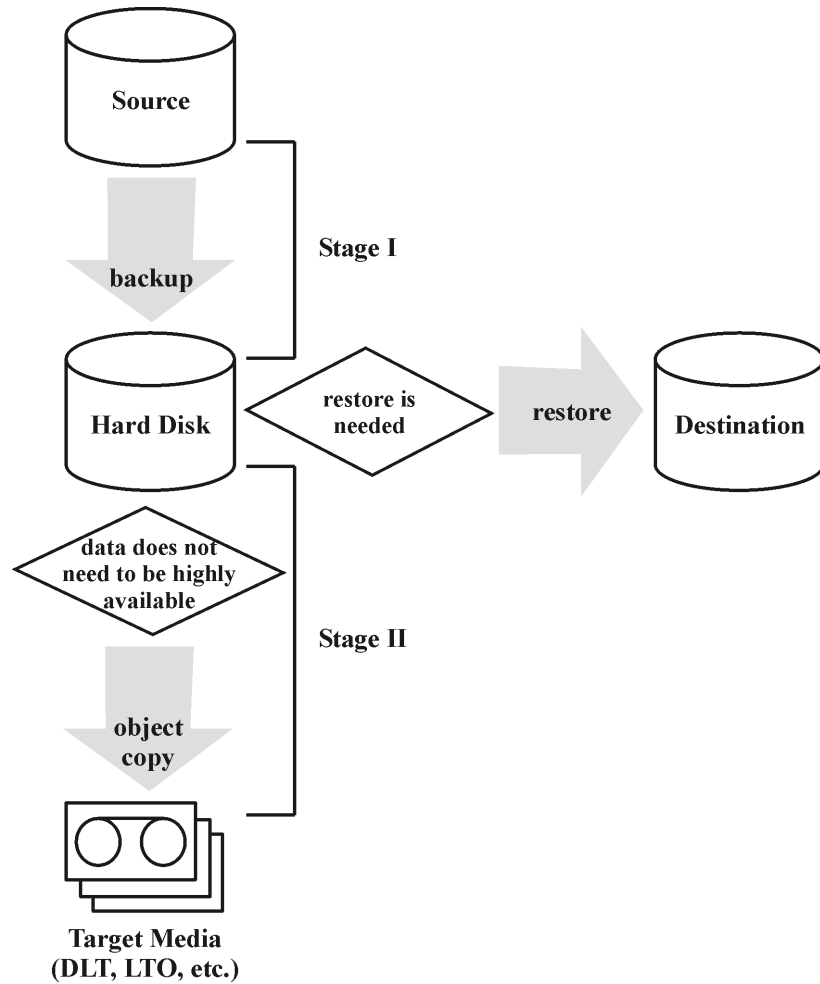 Source
backup
Stage I
Hard Disk
restore is
needed
restore
Destination
data does not
need to be highly
available
Stage II
object
copy
Target Media
(DLT, LTO, etc.)